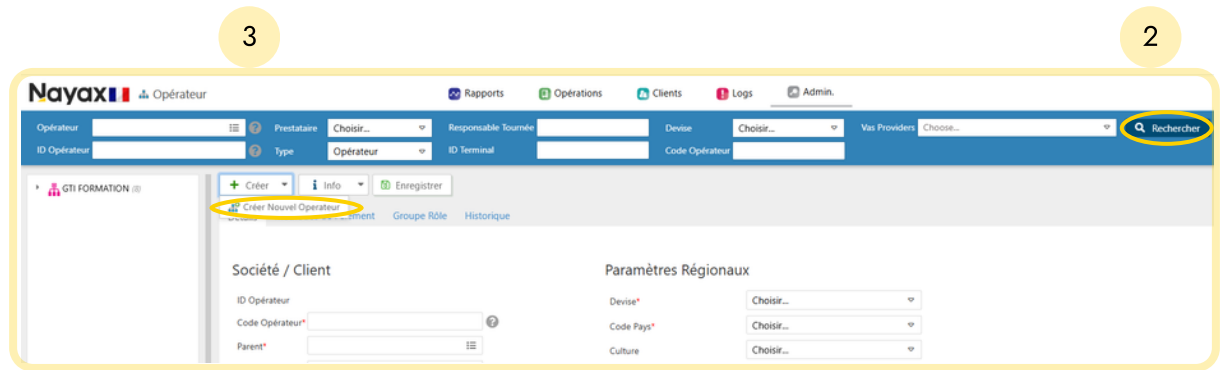 3
2
Nayax Opérateur Rapports Opérations Clients Logs Admin.
Opérateur Prestataire Choisir... Responsable Tournée Devise Choisir... Vas Providers Choose... Rechercher
ID Opérateur Type Opérateur ID Terminal Code Opérateur
GTI FORMATION (8)
Créer Info Enregistrer
Créer Nouvel Operateur
Groupe Rôle Historique
Société / Client Paramètres Régionaux
ID Opérateur Devise* Choisir...
Code Opérateur* Code Pays* Choisir...
Parent* Culture Choisir...